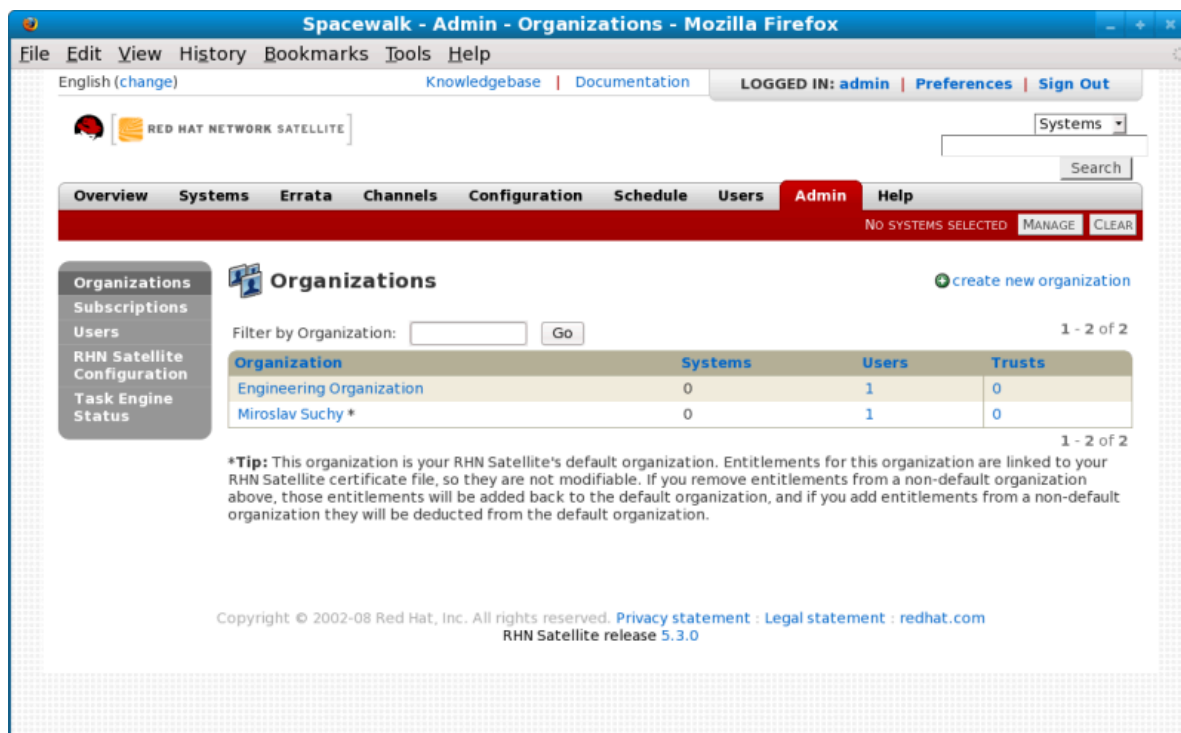 Spacewalk - Admin - Organizations - Mozilla Firefox
File Edit View History Bookmarks Tools Help
English (change) Knowledgebase | Documentation LOGGED IN: admin | Preferences | Sign Out
RED HAT NETWORK SATELLITE
Systems
Search
Overview Systems Errata Channels Configuration Schedule Users Admin Help
NO SYSTEMS SELECTED MANAGE CLEAR
Organizations
Subscriptions
Users
RHN Satellite
Configuration
Task Engine
Status
Organizations
create new organization
Filter by Organization: Go 1 - 2 of 2
Organization Systems Users Trusts
Engineering Organization 0 1 0
Miroslav Suchy * 0 1 0
1 - 2 of 2
*Tip: This organization is your RHN Satellite's default organization. Entitlements for this organization are linked to your
RHN Satellite certificate file, so they are not modifiable. If you remove entitlements from a non-default organization
above, those entitlements will be added back to the default organization, and if you add entitlements from a non-default
organization they will be deducted from the default organization.
Copyright © 2002-08 Red Hat, Inc. All rights reserved. Privacy statement : Legal statement : redhat.com
RHN Satellite release 5.3.0